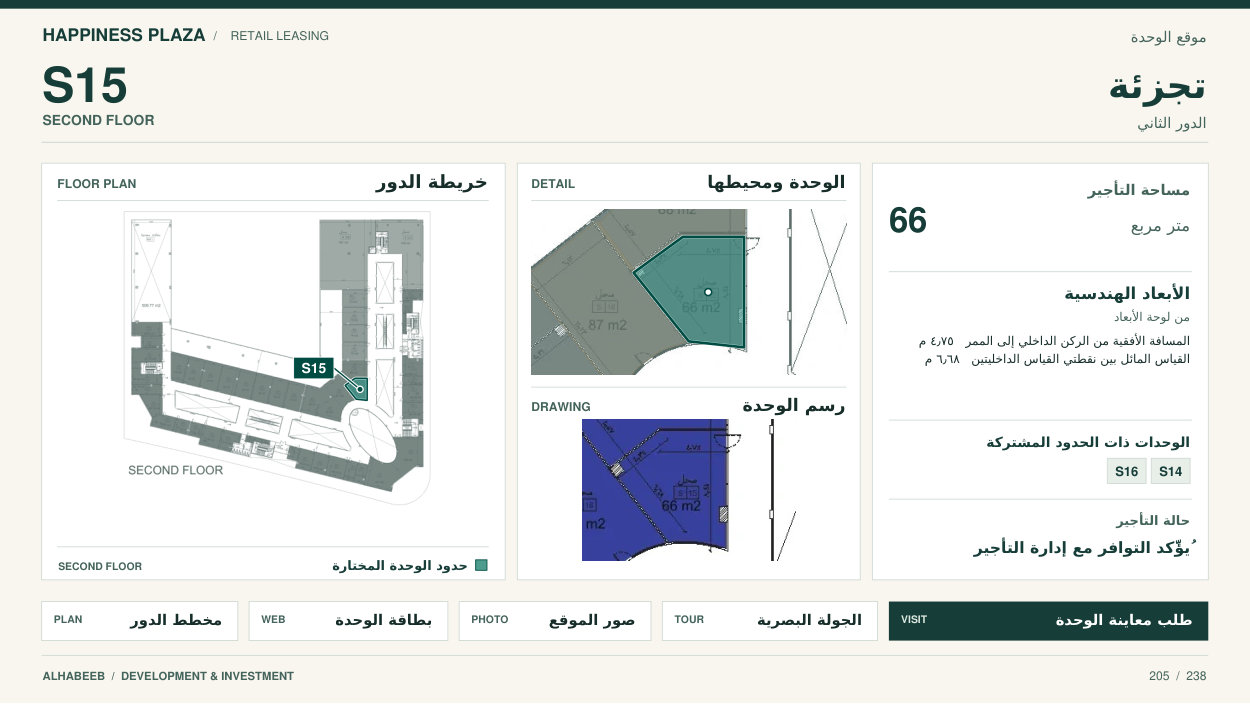 HAPPINESS PLAZA / RETAIL LEASING
موقع الوحدة
S15
تجزئة
SECOND FLOOR
الدور الثاني
FLOOR PLAN
خريطة الدور
S15
SECOND FLOOR
SECOND FLOOR
حدود الوحدة المختارة
DETAIL
الوحدة ومحيطها
66 m2
87 m2
66 m2
DRAWING
رسم الوحدة
S 15
66 m2
m2
مساحة التأجير
66
متر مربع
الأبعاد الهندسية
من لوحة الأبعاد
المسافة الأفقية من الركن الداخلي إلى الممر ٤٫٧٥ م
القياس المائل بين نقطتي القياس الداخليتين ٦٫٦٨ م
الوحدات ذات الحدود المشتركة
S14 S16
حالة التأجير
يؤكّد التوافر مع إدارة التأجير
PLAN مخطط الدور
WEB بطاقة الوحدة
PHOTO صور الموقع
TOUR الجولة البصرية
VISIT طلب معاينة الوحدة
ALHABEEB / DEVELOPMENT & INVESTMENT
205 / 238